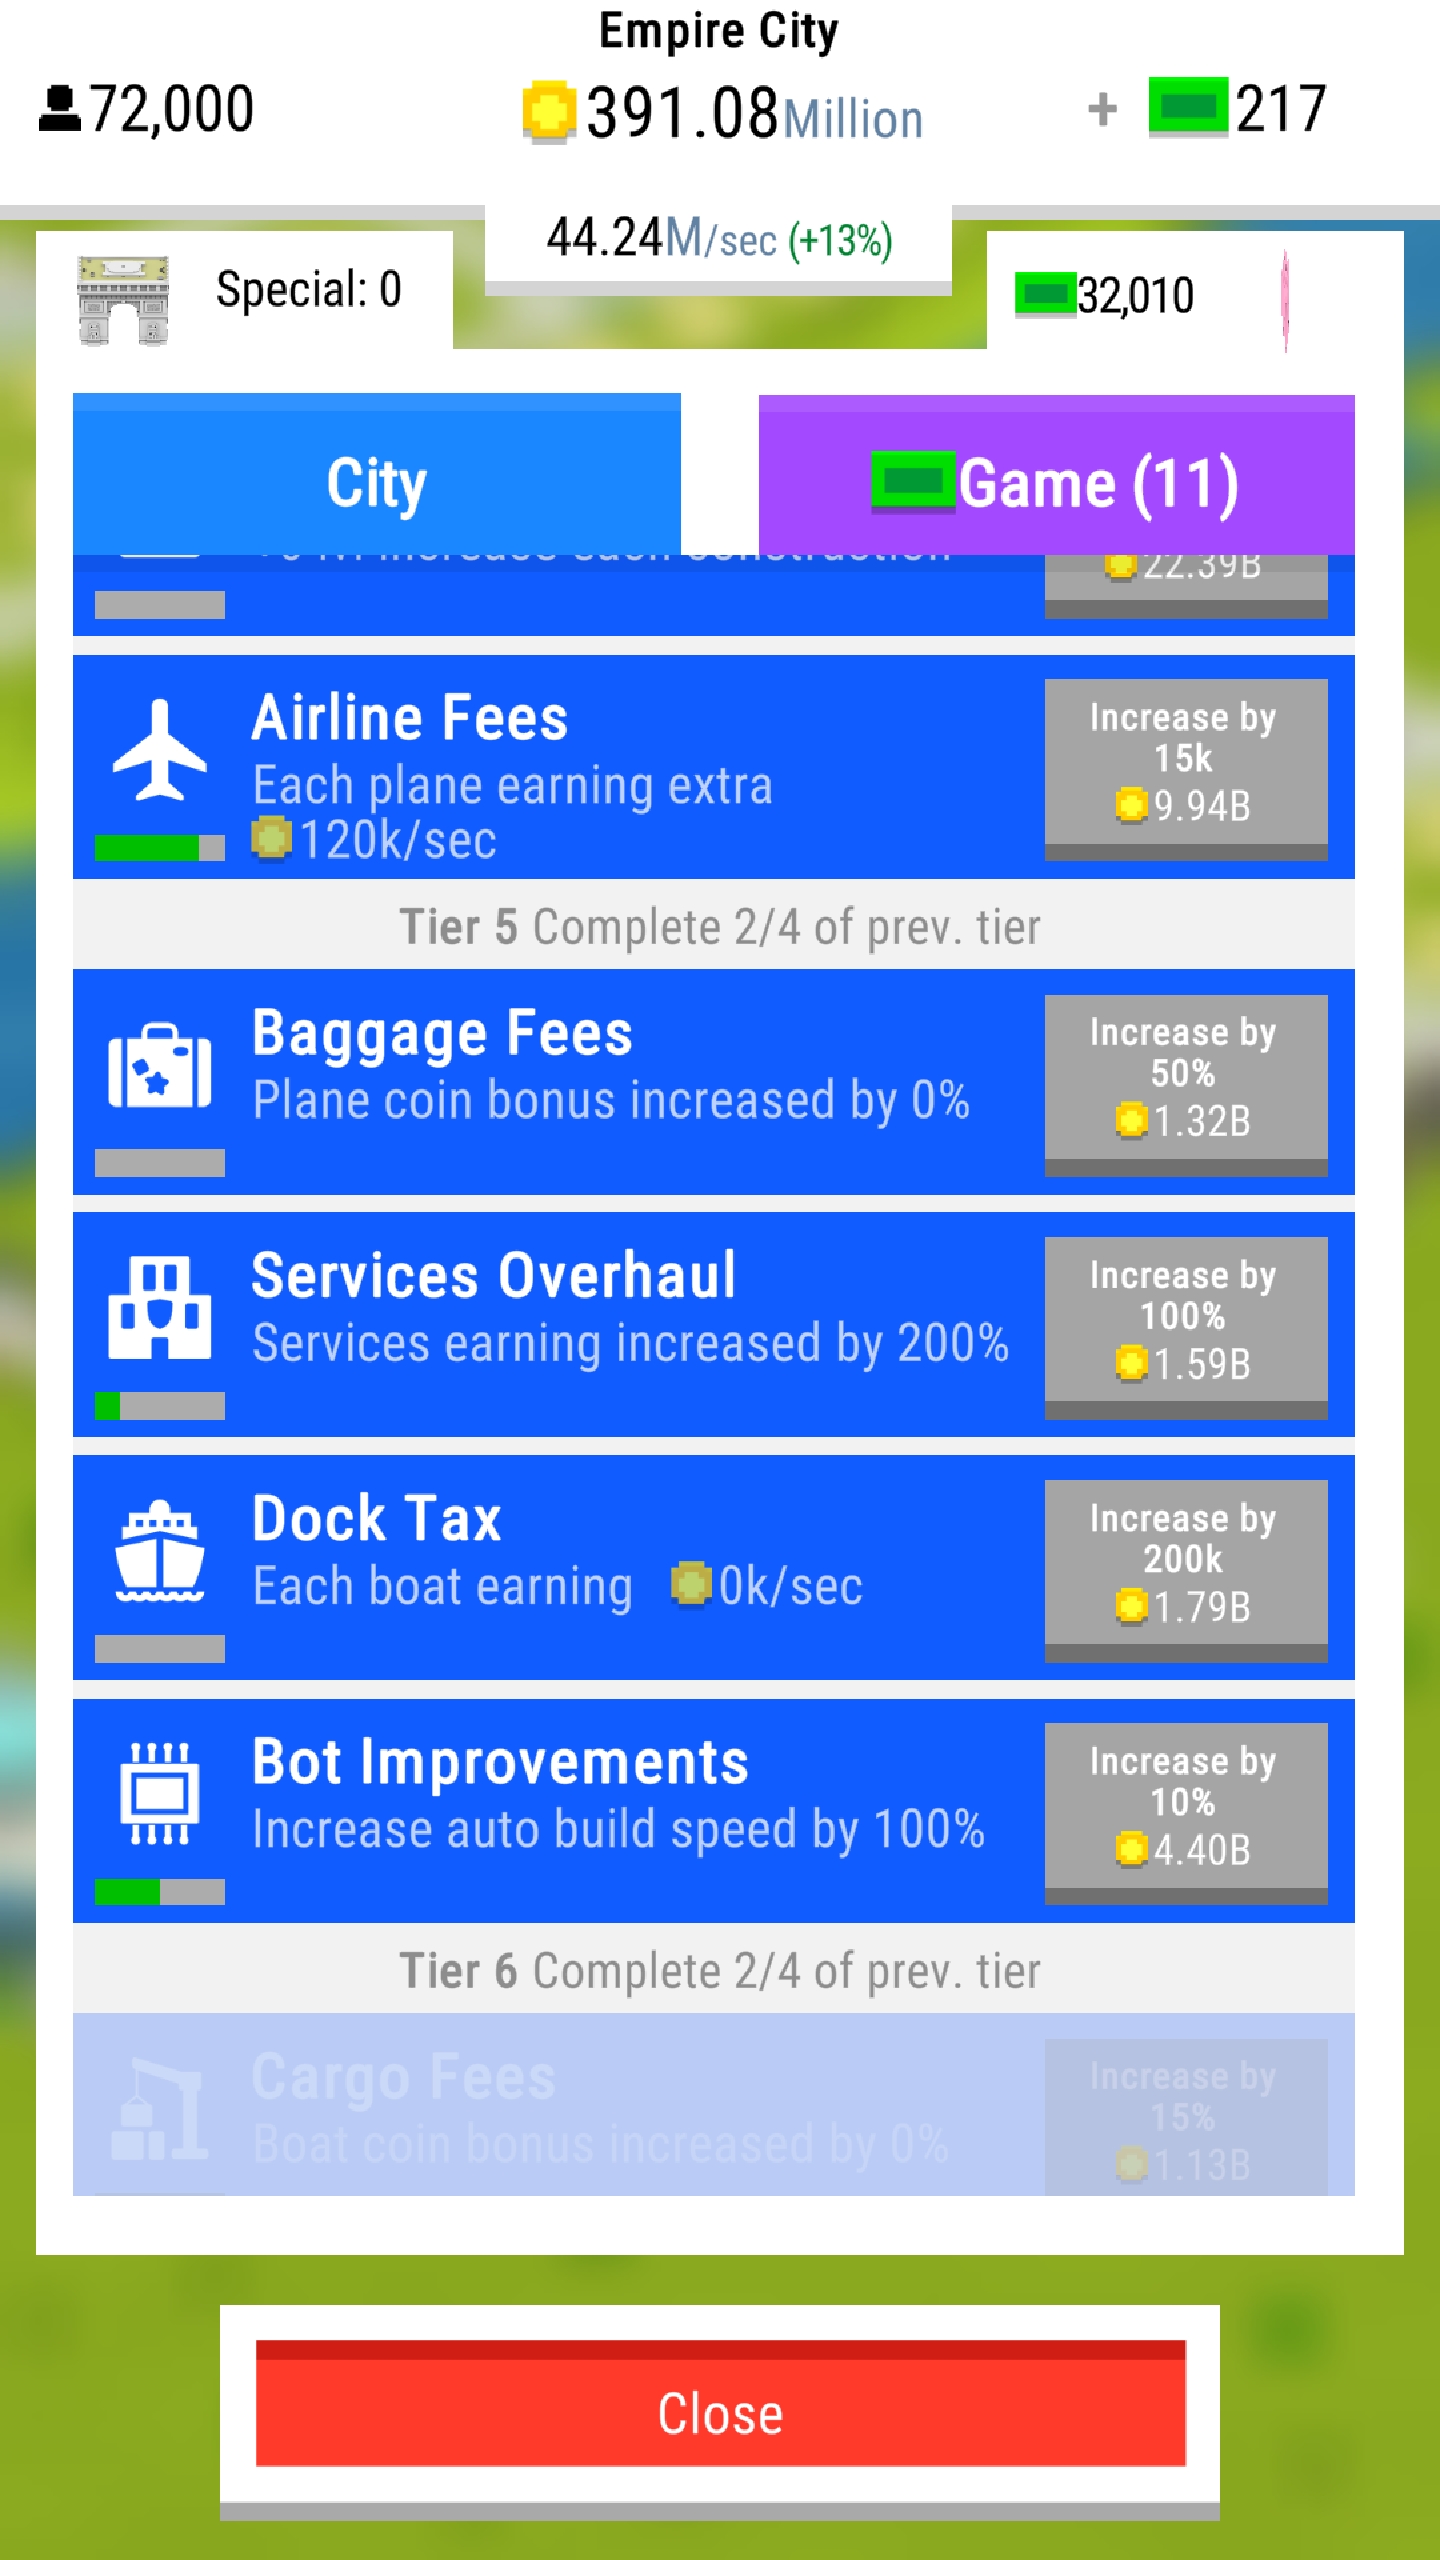 Empire City
72,000
391.08Million
+ 217
44.24M/sec (+13%)
Special: 0
32,010
City
Game (11)
22.39B
Airline Fees
Each plane earning extra
120k/sec
Increase by
15k
9.94B
Tier 5 Complete 2/4 of prev. tier
Baggage Fees
Plane coin bonus increased by 0%
Increase by
50%
1.32B
Services Overhaul
Services earning increased by 200%
Increase by
100%
1.59B
Dock Tax
Each boat earning 0k/sec
Increase by
200k
1.79B
Bot Improvements
Increase auto build speed by 100%
Increase by
10%
4.40B
Tier 6 Complete 2/4 of prev. tier
Cargo Fees
Boat coin bonus increased by 0%
Increase by
15%
1.13B
Close